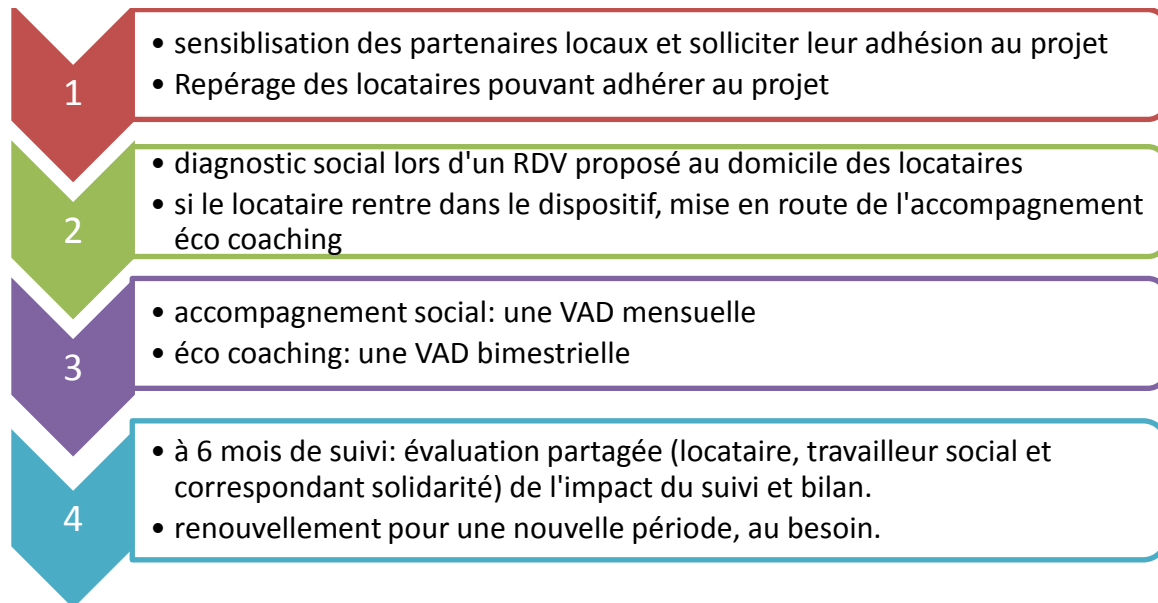 1
• sensiblisation des partenaires locaux et solliciter leur adhésion au projet
• Repérage des locataires pouvant adhérer au projet
2
• diagnostic social lors d'un RDV proposé au domicile des locataires
• si le locataire rentre dans le dispositif, mise en route de l'accompagnement
éco coaching
3
• accompagnement social: une VAD mensuelle
• éco coaching: une VAD bimestrielle
4
• à 6 mois de suivi: évaluation partagée (locataire, travailleur social et
correspondant solidarité) de l'impact du suivi et bilan.
• renouvellement pour une nouvelle période, au besoin.